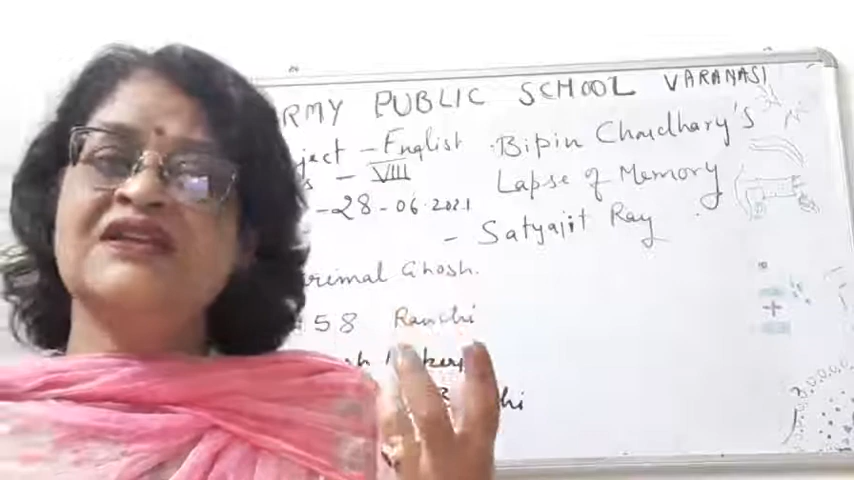 ARMY PUBLIC SCHOOL VARANASI
ject - English
- VIII
- 28-06-2021
Bipin Chaudhary's
Lapse of Memory
- Satyajit Ray
rimal Ghosh.
58 Ranchi